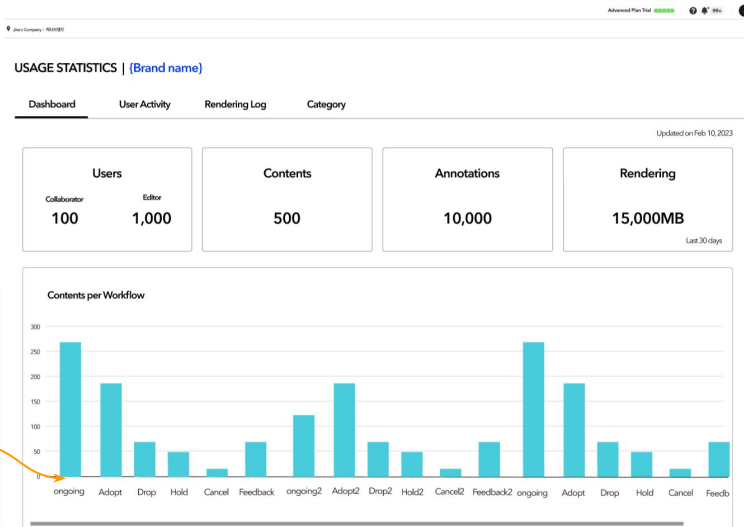 Advanced Plan Trial
99+
USAGE STATISTICS | {Brand name}
Dashboard User Activity Rendering Log Category
Updated on Feb 10, 2023
Users
Collaborator Editor
100 1,000
Contents
500
Annotations
10,000
Rendering
15,000MB
Last 30 days
Contents per Workflow
300
250
200
150
100
50
0
ongoing Adopt Drop Hold Cancel Feedback ongoing2 Adopt2 Drop2 Hold2 Cancel2 Feedback2 ongoing Adopt Drop Hold Cancel Feedb